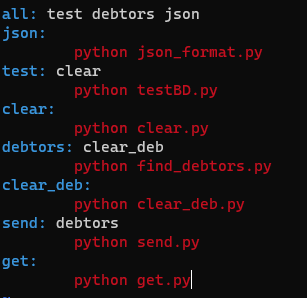 all: test debtors json
json:
python json_format.py
test: clear
python testBD.py
clear:
python clear.py
debtors: clear_deb
python find_debtors.py
clear_deb:
python clear_deb.py
send: debtors
python send.py
get:
python get.py